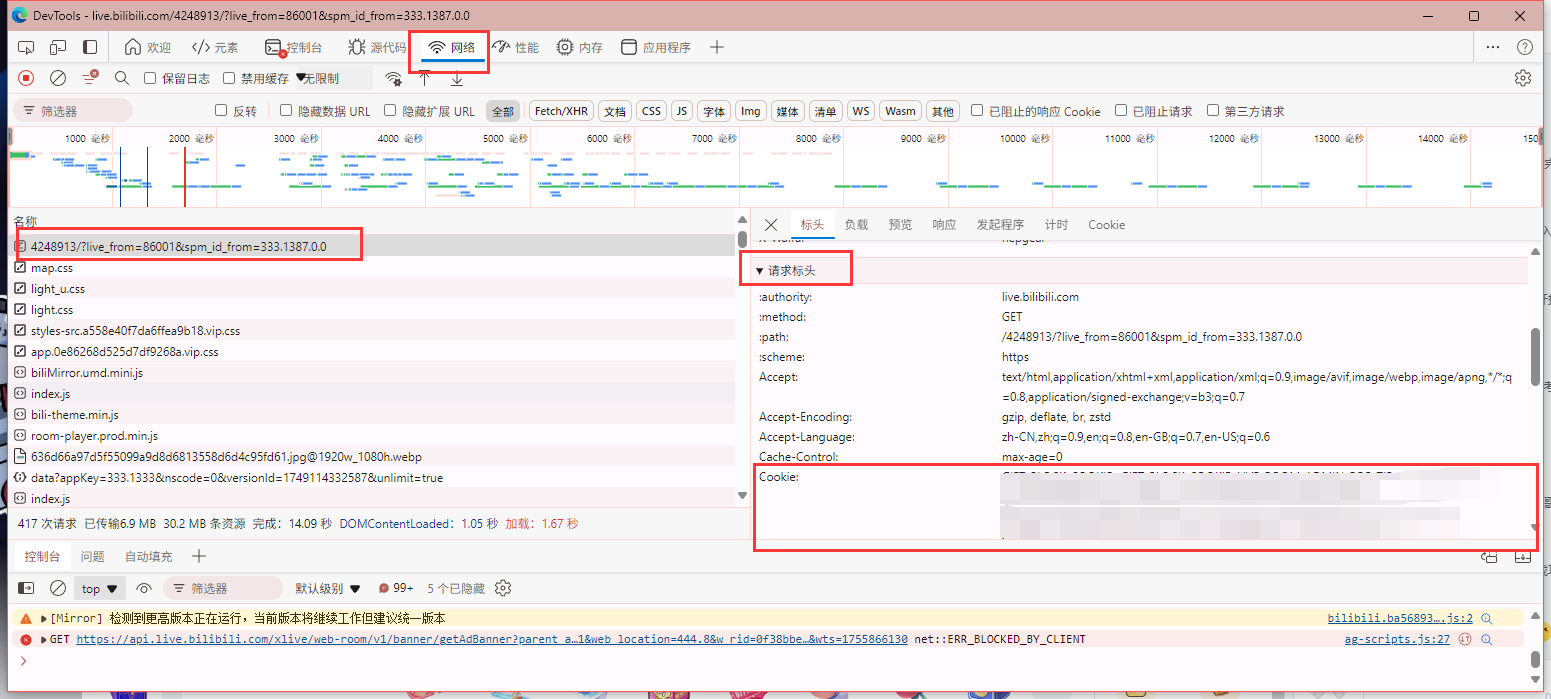 DevTools - live.bilibili.com/4248913/?live_from=86001&spm_id_from=333.1387.0.0
欢迎 元素 控制台 源代码 网络 性能 内存 应用程序
保留日志 禁用缓存 无限制
筛选器 反转 隐藏数据 URL 隐藏扩展 URL 全部 Fetch/XHR 文档 CSS JS 字体 Img 媒体 清单 WS Wasm 其他 已阻止的响应 Cookie 已阻止请求 第三方请求
1000 毫秒 2000 毫秒 3000 毫秒 4000 毫秒 5000 毫秒 6000 毫秒 7000 毫秒 8000 毫秒 9000 毫秒 10000 毫秒 11000 毫秒 12000 毫秒 13000 毫秒 14000 毫秒 150
名称
4248913/?live_from=86001&spm_id_from=333.1387.0.0
map.css
light_u.css
light.css
styles-src.a558e40f7da6ffea9b18.vip.css
app.0e86268d525d7df9268a.vip.css
biliMirror.umd.mini.js
index.js
bili-theme.min.js
room-player.prod.min.js
636d66a97d5f55099a9d8d6813558d6d4c95fd61.jpg@1920w_1080h.webp
data?appKey=333.1333&nscode=0&versionId=1749114332587&unlimit=true
index.js
417 次请求 已传输6.9 MB 30.2 MB 条资源 完成：14.09 秒 DOMContentLoaded：1.05 秒 加载：1.67 秒
标头 负载 预览 响应 发起程序 计时 Cookie
请求标头
:authority: live.bilibili.com
:method: GET
:path: /4248913/?live_from=86001&spm_id_from=333.1387.0.0
:scheme: https
Accept: text/html,application/xhtml+xml,application/xml;q=0.9,image/avif,image/webp,image/apng,*/*;q
=0.8,application/signed-exchange;v=b3;q=0.7
Accept-Encoding: gzip, deflate, br, zstd
Accept-Language: zh-CN,zh;q=0.9,en;q=0.8,en-GB;q=0.7,en-US;q=0.6
Cache-Control: max-age=0
Cookie:
控制台 问题 自动填充
top 筛选器 默认级别 99+ 5 个已隐藏
[Mirror] 检测到更高版本正在运行，当前版本将继续工作但建议统一版本 bilibili.ba56893….js:2
GET https://api.live.bilibili.com/xlive/web-room/v1/banner/getAdBanner?parent_a…1&web_location=444.8&w_rid=0f38bbe…&wts=1755866130 net::ERR_BLOCKED_BY_CLIENT ag-scripts.js:27